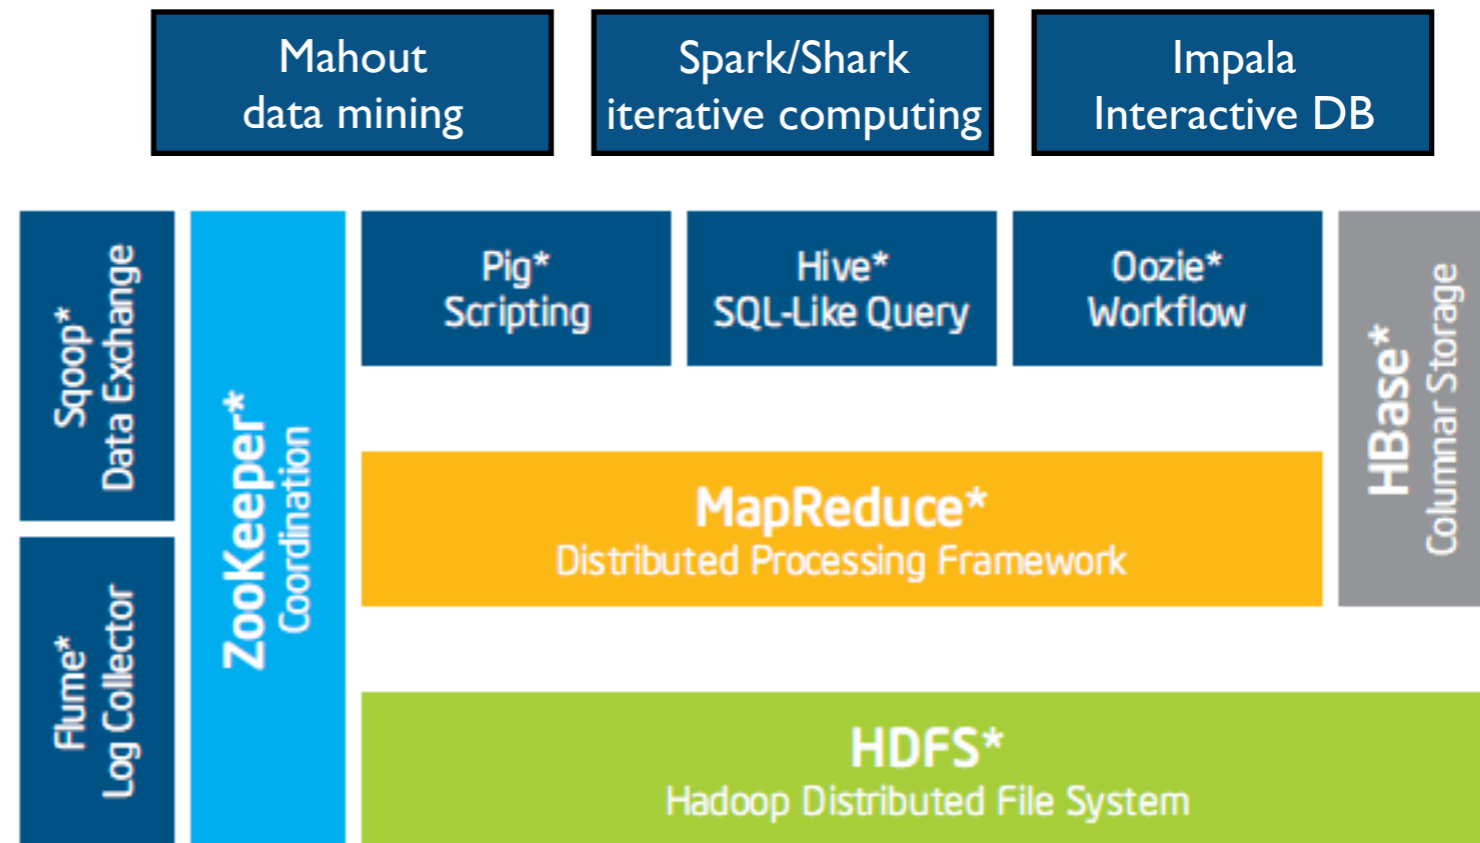 Mahout
data mining
Spark/Shark
iterative computing
Impala
Interactive DB
Sqoop*
Data Exchange
Flume*
Log Collector
ZooKeeper*
Coordination
Pig*
Scripting
Hive*
SQL-Like Query
Oozie*
Workflow
MapReduce*
Distributed Processing Framework
HBase*
Columnar Storage
HDFS*
Hadoop Distributed File System